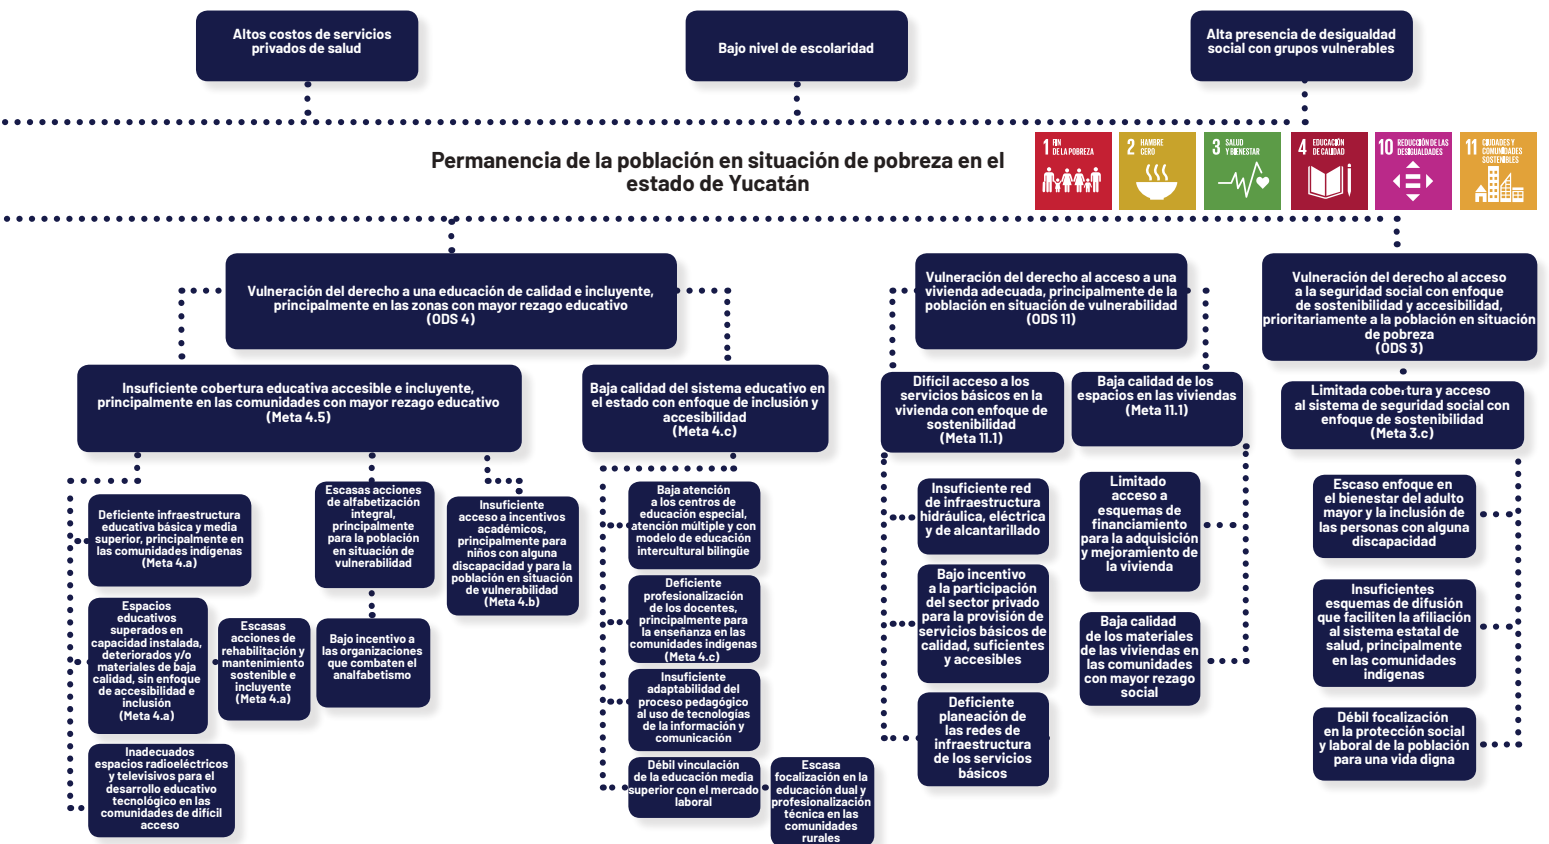 Altos costos de servicios
privados de salud
Bajo nivel de escolaridad
Alta presencia de desigualdad
social con grupos vulnerables
Permanencia de la población en situación de pobreza en el
estado de Yucatán
1 FIN
DE LA POBREZA
2 HAMBRE
CERO
3 SALUD
Y BIENESTAR
4 EDUCACIÓN
DE CALIDAD
10 REDUCCIÓN DE LAS
DESIGUALDADES
11 CIUDADES Y
COMUNIDADES
SOSTENIBLES
Vulneración del derecho a una educación de calidad e incluyente,
principalmente en las zonas con mayor rezago educativo
(ODS 4)
Vulneración del derecho al acceso a una
vivienda adecuada, principalmente de la
población en situación de vulnerabilidad
(ODS 11)
Vulneración del derecho al acceso
a la seguridad social con enfoque
de sostenibilidad y accesibilidad,
prioritariamente a la población en situación
de pobreza
(ODS 3)
Insuficiente cobertura educativa accesible e incluyente,
principalmente en las comunidades con mayor rezago educativo
(Meta 4.5)
Baja calidad del sistema educativo en
el estado con enfoque de inclusión y
accesibilidad
(Meta 4.c)
Difícil acceso a los
servicios básicos en la
vivienda con enfoque de
sostenibilidad
(Meta 11.1)
Baja calidad de los
espacios en las viviendas
(Meta 11.1)
Limitada cobertura y acceso
al sistema de seguridad social con
enfoque de sostenibilidad
(Meta 3.c)
Deficiente infraestructura
educativa básica y media
superior, principalmente en
las comunidades indígenas
(Meta 4.a)
Escasas acciones
de alfabetización
integral,
principalmente
para la población
en situación de
vulnerabilidad
Insuficiente
acceso a incentivos
académicos,
principalmente para
niños con alguna
discapacidad y para la
población en situación
de vulnerabilidad
(Meta 4.b)
Baja atención
a los centros de
educación especial,
atención múltiple y con
modelo de educación
intercultural bilingüe
Insuficiente red
de infraestructura
hidráulica, eléctrica
y de alcantarillado
Limitado
acceso a
esquemas de
financiamiento
para la adquisición
y mejoramiento de
la vivienda
Escaso enfoque en
el bienestar del adulto
mayor y la inclusión de
las personas con alguna
discapacidad
Espacios
educativos
superados en
capacidad instalada,
deteriorados y/o
materiales de baja
calidad, sin enfoque
de accesibilidad e
inclusión
(Meta 4.a)
Escasas
acciones de
rehabilitación y
mantenimiento
sostenible e
incluyente
(Meta 4.a)
Bajo incentivo a
las organizaciones
que combaten el
analfabetismo
Deficiente
profesionalización
de los docentes,
principalmente para
la enseñanza en las
comunidades indígenas
(Meta 4.c)
Bajo incentivo
a la participación
del sector privado
para la provisión de
servicios básicos de
calidad, suficientes
y accesibles
Baja calidad
de los materiales
de las viviendas en
las comunidades
con mayor rezago
social
Insuficientes
esquemas de difusión
que faciliten la afiliación
al sistema estatal de
salud, principalmente
en las comunidades
indígenas
Insuficiente
adaptabilidad del
proceso pedagógico
al uso de tecnologías
de la información y
comunicación
Deficiente
planeación de
las redes de
infraestructura
de los servicios
básicos
Débil focalización
en la protección social
y laboral de la población
para una vida digna
Inadecuados
espacios radioeléctricos
y televisivos para el
desarrollo educativo
tecnológico en las
comunidades de difícil
acceso
Débil vinculación
de la educación media
superior con el mercado
laboral
Escasa
focalización en la
educación dual y
profesionalización
técnica en las
comunidades
rurales